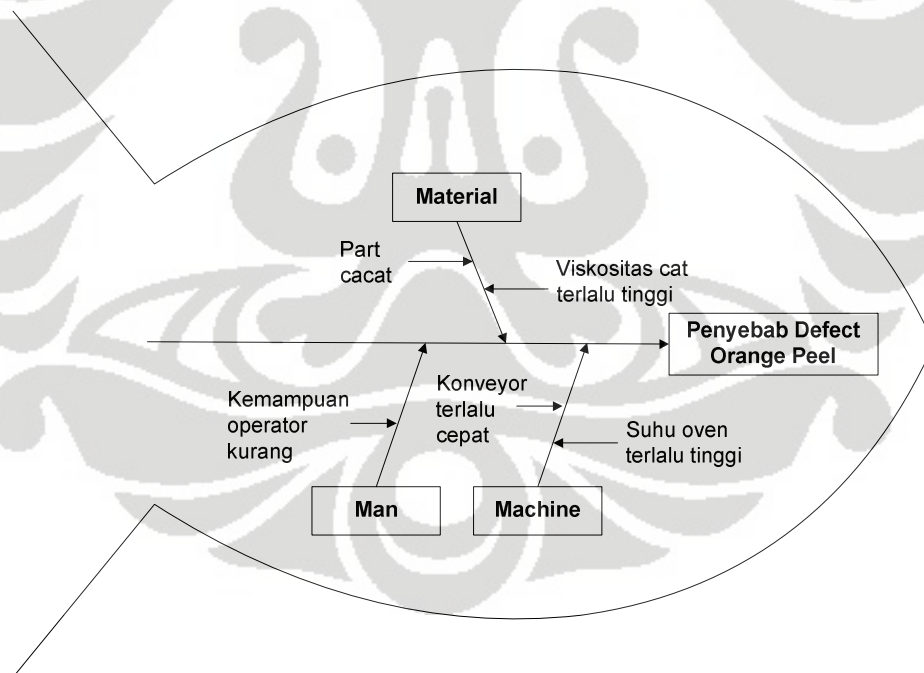 Material
Part
cacat
Viskositas cat
terlalu tinggi
Penyebab Defect
Orange Peel
Kemampuan
operator
kurang
Konveyor
terlalu
cepat
Suhu oven
terlalu tinggi
Man
Machine